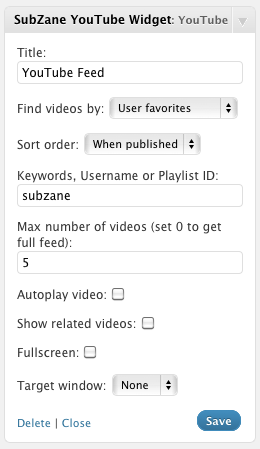 SubZane YouTube Widget: YouTube
Title:
YouTube Feed
Find videos by: User favorites
Sort order: When published
Keywords, Username or Playlist ID:
subzane
Max number of videos (set 0 to get
full feed):
5
Autoplay video:
Show related videos:
Fullscreen:
Target window: None
Delete | Close Save